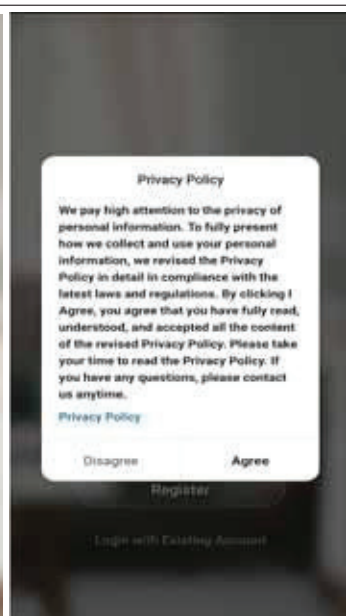 Privacy Policy
We pay high attention to the privacy of
personal information. To fully present
how we collect and use your personal
information, we revised the Privacy
Policy in detail in compliance with the
latest laws and regulations. By clicking I
Agree, you agree that you have fully read,
understood, and accepted all the content
of the revised Privacy Policy. Please take
your time to read the Privacy Policy. If
you have any questions, please contact
us anytime.
Privacy Policy
Disagree Agree
Register
Login with Existing Account